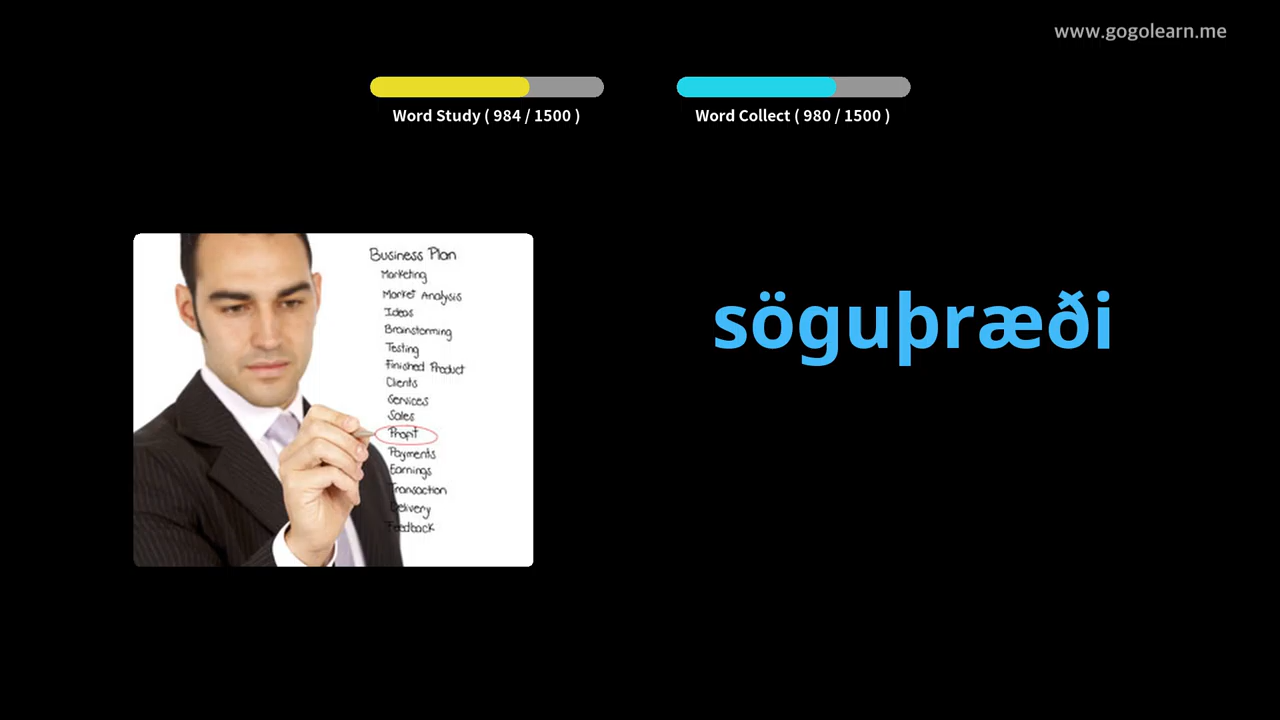 www.gogolearn.me
Word Study ( 984 / 1500 )
Word Collect ( 980 / 1500 )
Business Plan
Marketing
Market Analysis
Ideas
Brainstorming
Testing
Finished Product
Clients
Services
Sales
Profit
Payments
Earnings
Transaction
Delivery
Feedback
söguþræði